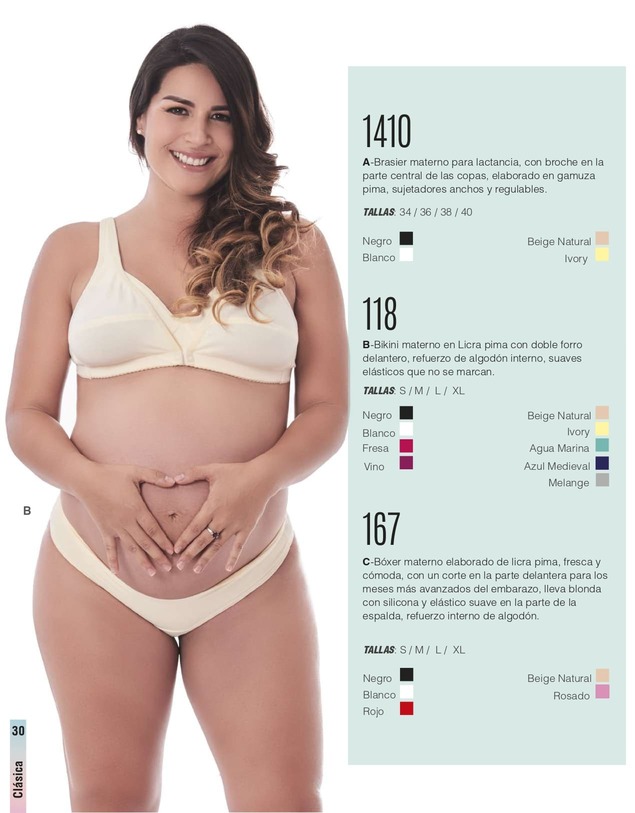 1410
A-Brasier materno para lactancia, con broche en la
parte central de las copas, elaborado en gamuza
pima, sujetadores anchos y regulables.
TALLAS: 34 / 36 / 38 / 40
Negro
Blanco
Beige Natural
Ivory
118
B-Bikini materno en Licra pima con doble forro
delantero, refuerzo de algodón interno, suaves
elásticos que no se marcan.
TALLAS: S / M / L / XL
Negro
Blanco
Fresa
Vino
Beige Natural
Ivory
Agua Marina
Azul Medieval
Melange
B
167
C-Bóxer materno elaborado de licra pima, fresca y
cómoda, con un corte en la parte delantera para los
meses más avanzados del embarazo, lleva blonda
con silicona y elástico suave en la parte de la
espalda, refuerzo interno de algodón.
TALLAS: S / M / L / XL
Negro
Blanco
Rojo
Beige Natural
Rosado
30
Clásica